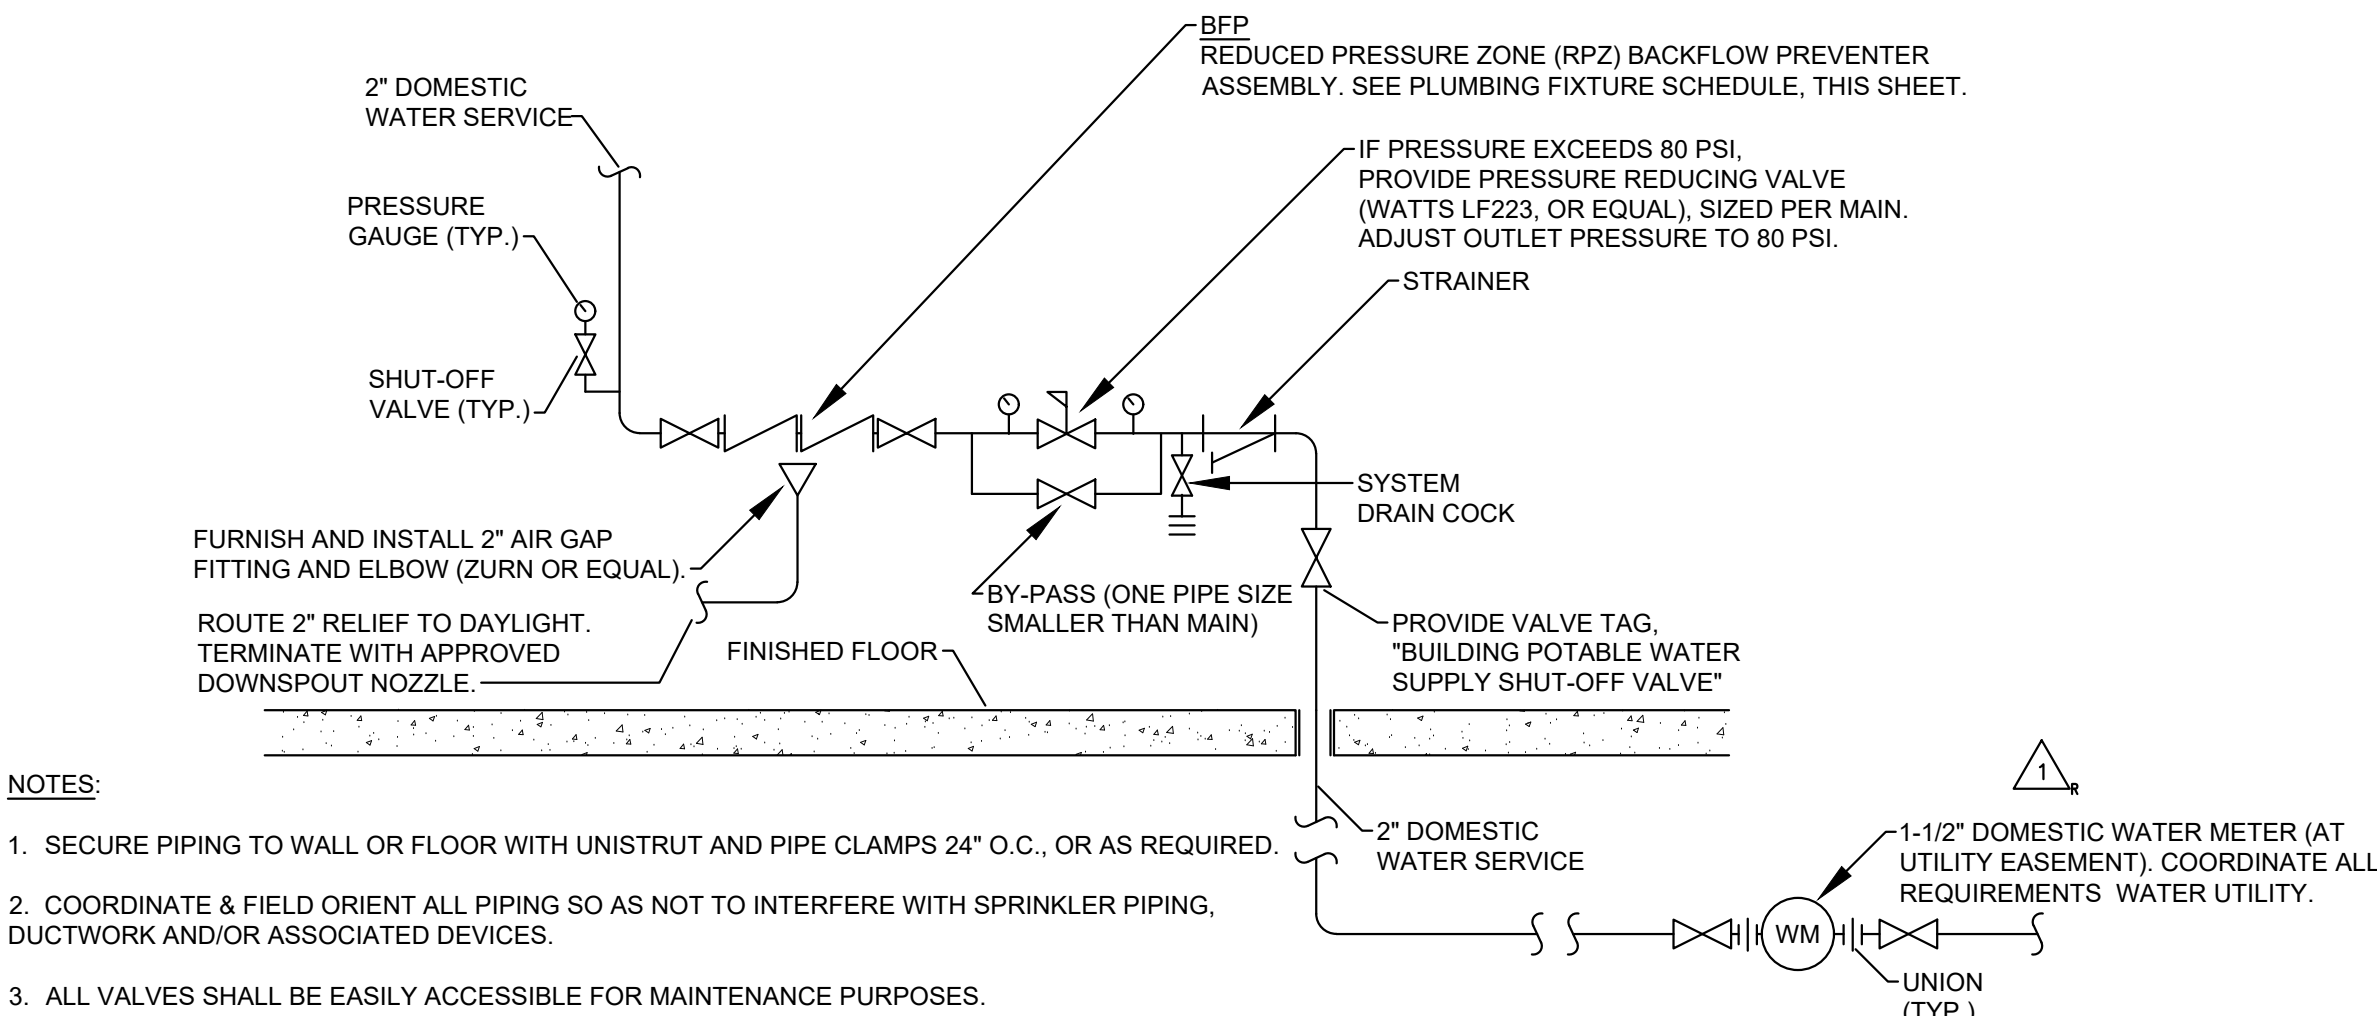 BFP
REDUCED PRESSURE ZONE (RPZ) BACKFLOW PREVENTER
ASSEMBLY. SEE PLUMBING FIXTURE SCHEDULE, THIS SHEET.
2" DOMESTIC
WATER SERVICE
IF PRESSURE EXCEEDS 80 PSI,
PROVIDE PRESSURE REDUCING VALVE
(WATTS LF223, OR EQUAL), SIZED PER MAIN.
ADJUST OUTLET PRESSURE TO 80 PSI.
PRESSURE
GAUGE (TYP.)
STRAINER
SHUT-OFF
VALVE (TYP.)
SYSTEM
DRAIN COCK
FURNISH AND INSTALL 2" AIR GAP
FITTING AND ELBOW (ZURN OR EQUAL).
BY-PASS (ONE PIPE SIZE
SMALLER THAN MAIN)
ROUTE 2" RELIEF TO DAYLIGHT.
TERMINATE WITH APPROVED
DOWNSPOUT NOZZLE.
FINISHED FLOOR
PROVIDE VALVE TAG,
"BUILDING POTABLE WATER
SUPPLY SHUT-OFF VALVE"
1
R
NOTES:
1. SECURE PIPING TO WALL OR FLOOR WITH UNISTRUT AND PIPE CLAMPS 24" O.C., OR AS REQUIRED.
2. COORDINATE & FIELD ORIENT ALL PIPING SO AS NOT TO INTERFERE WITH SPRINKLER PIPING,
DUCTWORK AND/OR ASSOCIATED DEVICES.
3. ALL VALVES SHALL BE EASILY ACCESSIBLE FOR MAINTENANCE PURPOSES.
2" DOMESTIC
WATER SERVICE
1-1/2" DOMESTIC WATER METER (AT
UTILITY EASEMENT). COORDINATE ALL
REQUIREMENTS WATER UTILITY.
WM
UNION
(TYP.)